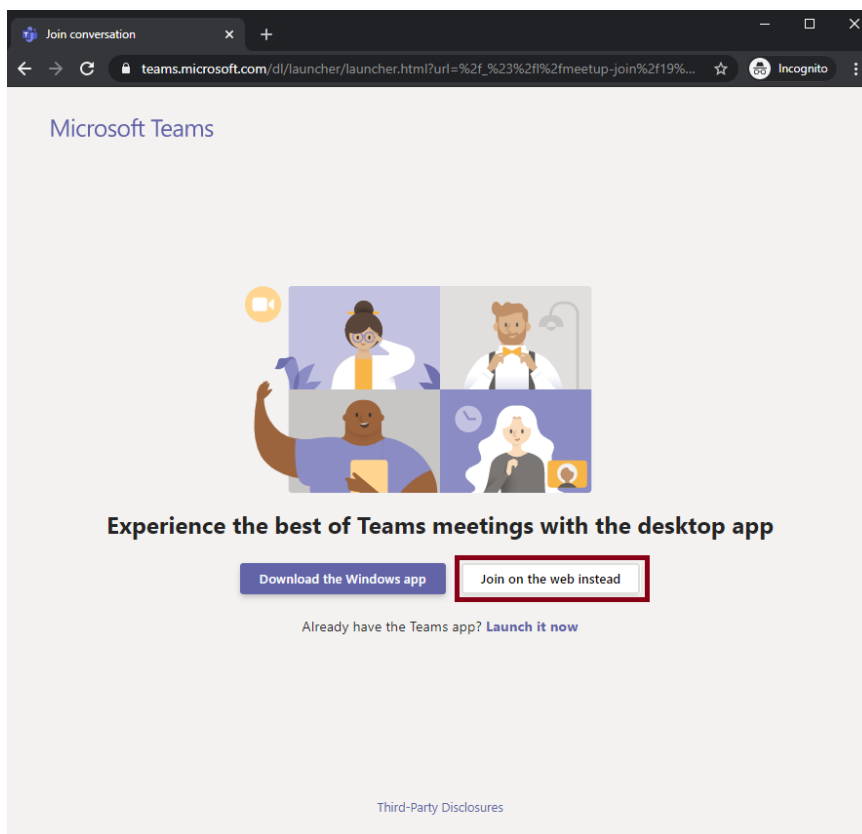 Join conversation
teams.microsoft.com/dl/launcher/launcher.html?url=%2f_%23%2fl%2fmeetup-join%2f19%...
Incognito
Microsoft Teams
Experience the best of Teams meetings with the desktop app
Download the Windows app
Join on the web instead
Already have the Teams app? Launch it now
Third-Party Disclosures